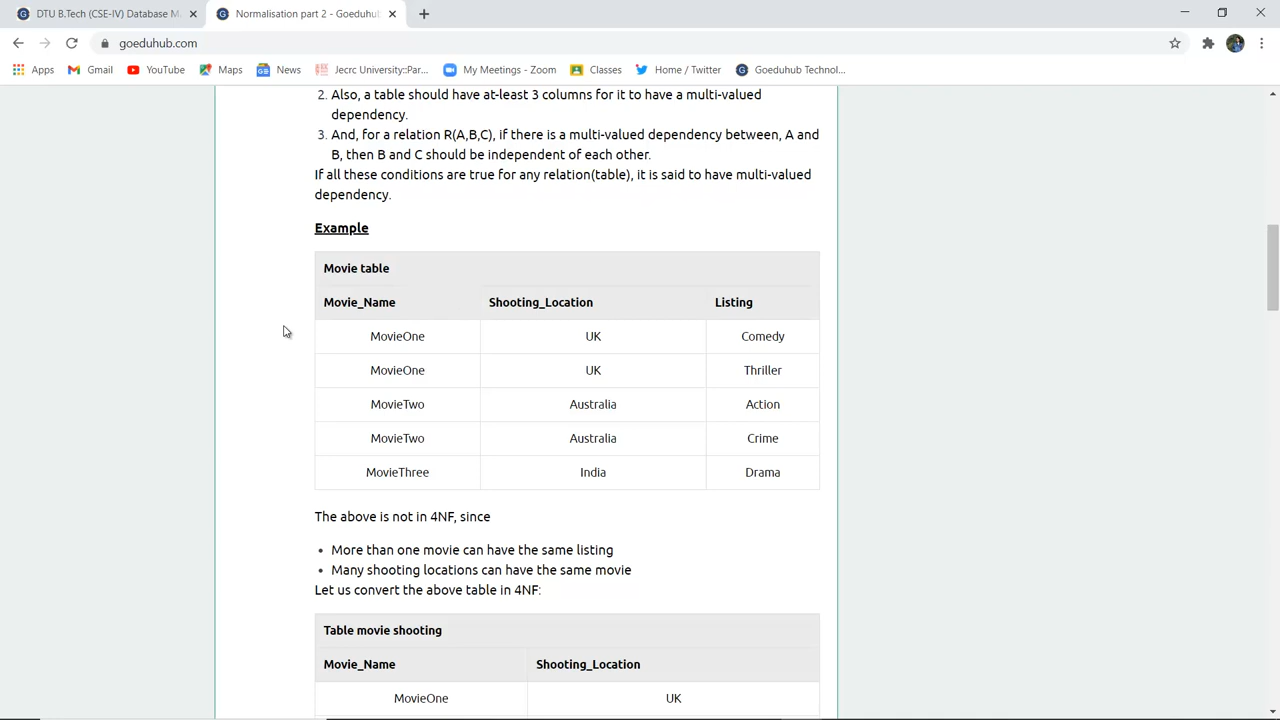 DTU B.Tech (CSE-IV) Database M
Normalisation part 2 - Goeduhub
goeduhub.com
Apps
Gmail
YouTube
Maps
News
Jecrc University::Par...
My Meetings - Zoom
Classes
Home / Twitter
Goeduhub Technol...
2. Also, a table should have at-least 3 columns for it to have a multi-valued
dependency.
3. And, for a relation R(A,B,C), if there is a multi-valued dependency between, A and
B, then B and C should be independent of each other.
If all these conditions are true for any relation(table), it is said to have multi-valued
dependency.
Example
Movie table
Movie_Name Shooting_Location Listing
MovieOne UK Comedy
MovieOne UK Thriller
MovieTwo Australia Action
MovieTwo Australia Crime
MovieThree India Drama
The above is not in 4NF, since
• More than one movie can have the same listing
• Many shooting locations can have the same movie
Let us convert the above table in 4NF:
Table movie shooting
Movie_Name Shooting_Location
MovieOne UK